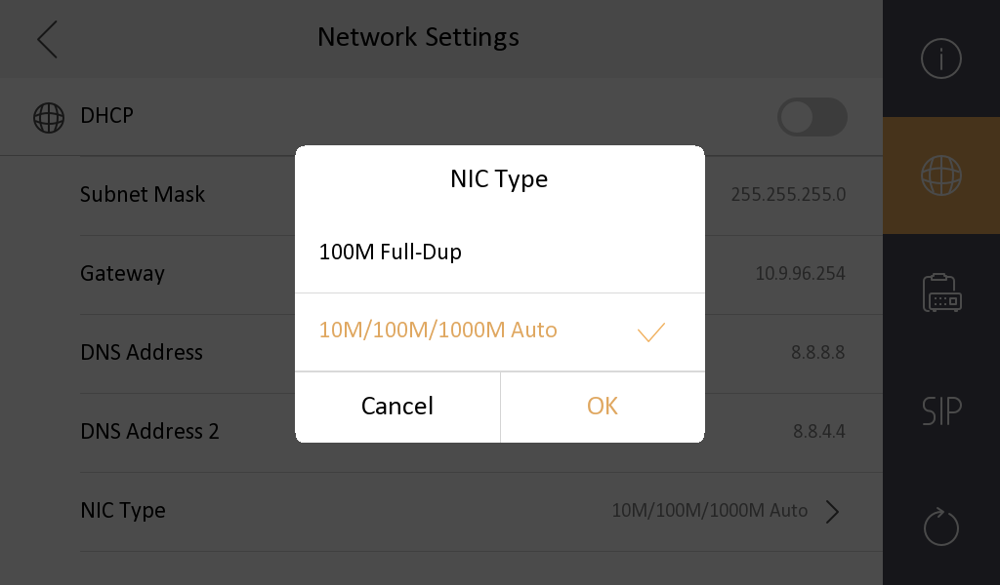 Network Settings
DHCP
Subnet Mask 255.255.255.0
Gateway 10.9.96.254
DNS Address 8.8.8.8
DNS Address 2 8.8.4.4
NIC Type 10M/100M/1000M Auto
NIC Type
100M Full-Dup
10M/100M/1000M Auto
Cancel OK
SIP